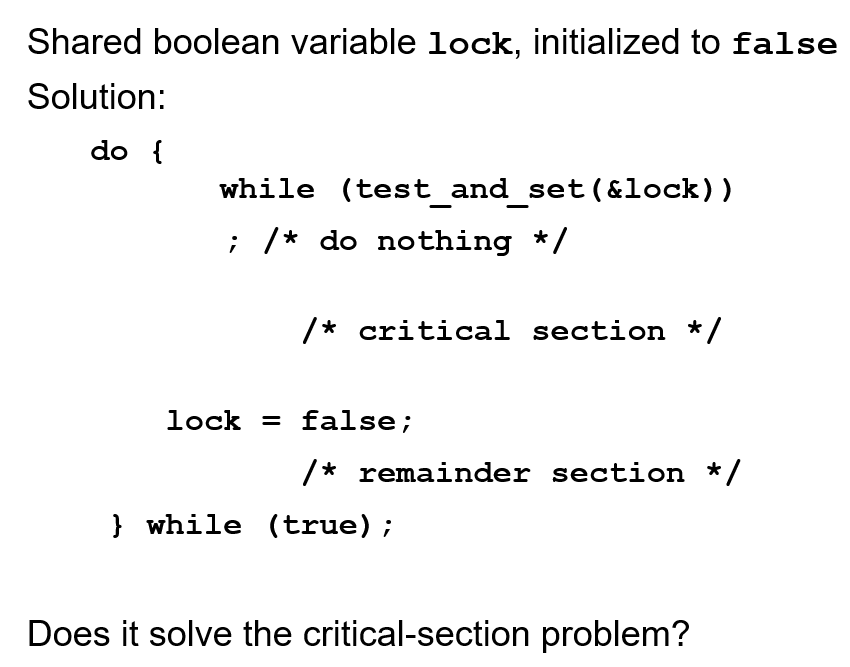 Shared boolean variable lock, initialized to false
Solution:
do {
while (test_and_set(&lock))
; /* do nothing */
/* critical section */
lock = false;
/* remainder section */
} while (true);
Does it solve the critical-section problem?